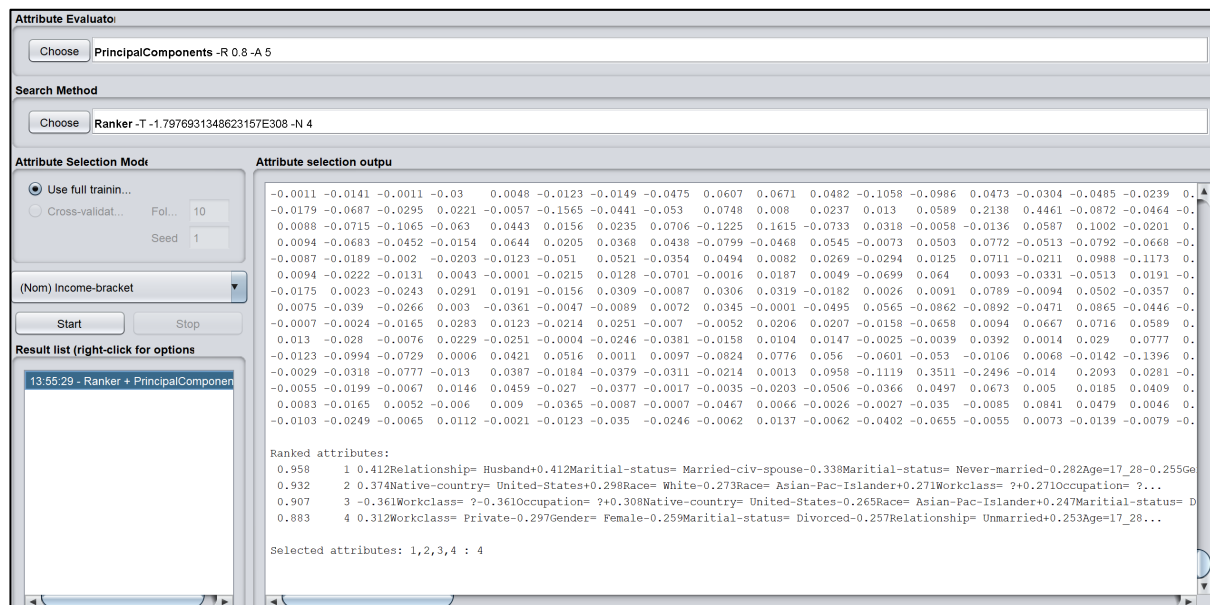 Attribute Evaluato
Choose PrincipalComponents -R 0.8 -A 5
Search Method
Choose Ranker -T -1.7976931348623157E308 -N 4
Attribute Selection Mode
Use full trainin...
Cross-validat... Fol... 10
Seed 1
(Nom) Income-bracket
Start Stop
Result list (right-click for options
13:55:29 - Ranker + PrincipalComponen
Attribute selection outpu
-0.0011 -0.0141 -0.0011 -0.03 0.0048 -0.0123 -0.0149 -0.0475 0.0607 0.0671 0.0482 -0.1058 -0.0986 0.0473 -0.0304 -0.0485 -0.0239 0.
-0.0179 -0.0687 -0.0295 0.0221 -0.0057 -0.1565 -0.0441 -0.053 0.0748 0.008 0.0237 0.013 0.0589 0.2138 0.4461 -0.0872 -0.0464 -0.
0.0088 -0.0715 -0.1065 -0.063 0.0443 0.0156 0.0235 0.0706 -0.1225 0.1615 -0.0733 0.0318 -0.0058 -0.0136 0.0587 0.1002 -0.0201 0.
0.0094 -0.0683 -0.0452 -0.0154 0.0644 0.0205 0.0368 0.0438 -0.0799 -0.0468 0.0545 -0.0073 0.0503 0.0772 -0.0513 -0.0792 -0.0668 -0.
-0.0087 -0.0189 -0.002 -0.0203 -0.0123 -0.051 0.0521 -0.0354 0.0494 0.0082 0.0269 -0.0294 0.0125 0.0711 -0.0211 0.0988 -0.1173 0.
0.0094 -0.0222 -0.0131 0.0043 -0.0001 -0.0215 0.0128 -0.0701 -0.0016 0.0187 0.0049 -0.0699 0.064 0.0093 -0.0331 -0.0513 0.0191 -0.
-0.0175 0.0023 -0.0243 0.0291 0.0191 -0.0156 0.0309 -0.0087 0.0306 0.0319 -0.0182 0.0026 0.0091 0.0789 -0.0094 0.0502 -0.0357 0.
0.0075 -0.039 -0.0266 0.003 -0.0361 -0.0047 -0.0089 0.0072 0.0345 -0.0001 -0.0495 0.0565 -0.0862 -0.0892 -0.0471 0.0865 -0.0446 -0.
-0.0007 -0.0024 -0.0165 0.0283 0.0123 -0.0214 0.0251 -0.007 -0.0052 0.0206 0.0207 -0.0158 -0.0658 0.0094 0.0667 0.0716 0.0589 0.
0.013 -0.028 -0.0076 0.0229 -0.0251 -0.0004 -0.0246 -0.0381 -0.0158 0.0104 0.0147 -0.0025 -0.0039 0.0392 0.0014 0.029 0.0777 0.
-0.0123 -0.0994 -0.0729 0.0006 0.0421 0.0516 0.0011 0.0097 -0.0824 0.0776 0.056 -0.0601 -0.053 -0.0106 0.0068 -0.0142 -0.1396 0.
-0.0029 -0.0318 -0.0777 -0.013 0.0387 -0.0184 -0.0379 -0.0311 -0.0214 0.0013 0.0958 -0.1119 0.3511 -0.2496 -0.014 0.2093 0.0281 -0.
-0.0055 -0.0199 -0.0067 0.0146 0.0459 -0.027 -0.0377 -0.0017 -0.0035 -0.0203 -0.0506 -0.0366 0.0497 0.0673 0.005 0.0185 0.0409 0.
0.0083 -0.0165 0.0052 -0.006 0.009 -0.0365 -0.0087 -0.0007 -0.0467 0.0066 -0.0026 -0.0027 -0.035 -0.0085 0.0841 0.0479 0.0046 0.
-0.0103 -0.0249 -0.0065 0.0112 -0.0021 -0.0123 -0.035 -0.0246 -0.0062 0.0137 -0.0062 -0.0402 -0.0655 -0.0055 0.0073 -0.0139 -0.0079 -0.
Ranked attributes:
0.958 1 0.412Relationship= Husband+0.412Maritial-status= Married-civ-spouse-0.338Maritial-status= Never-married-0.282Age=17_28-0.255Ge
0.932 2 0.374Native-country= United-States+0.298Race= White-0.273Race= Asian-Pac-Islander+0.271Workclass= ?+0.271Occupation= ?...
0.907 3 -0.361Workclass= ?-0.361Occupation= ?+0.308Native-country= United-States-0.265Race= Asian-Pac-Islander+0.247Maritial-status= D
0.883 4 0.312Workclass= Private-0.297Gender= Female-0.259Maritial-status= Divorced-0.257Relationship= Unmarried+0.253Age=17_28...
Selected attributes: 1,2,3,4 : 4